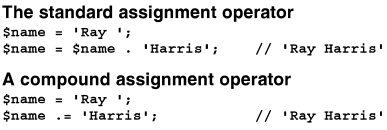 The standard assignment operator
$name = 'Ray ';
$name = $name . 'Harris';    // 'Ray Harris'
A compound assignment operator
$name = 'Ray ';
$name .= 'Harris';           // 'Ray Harris'